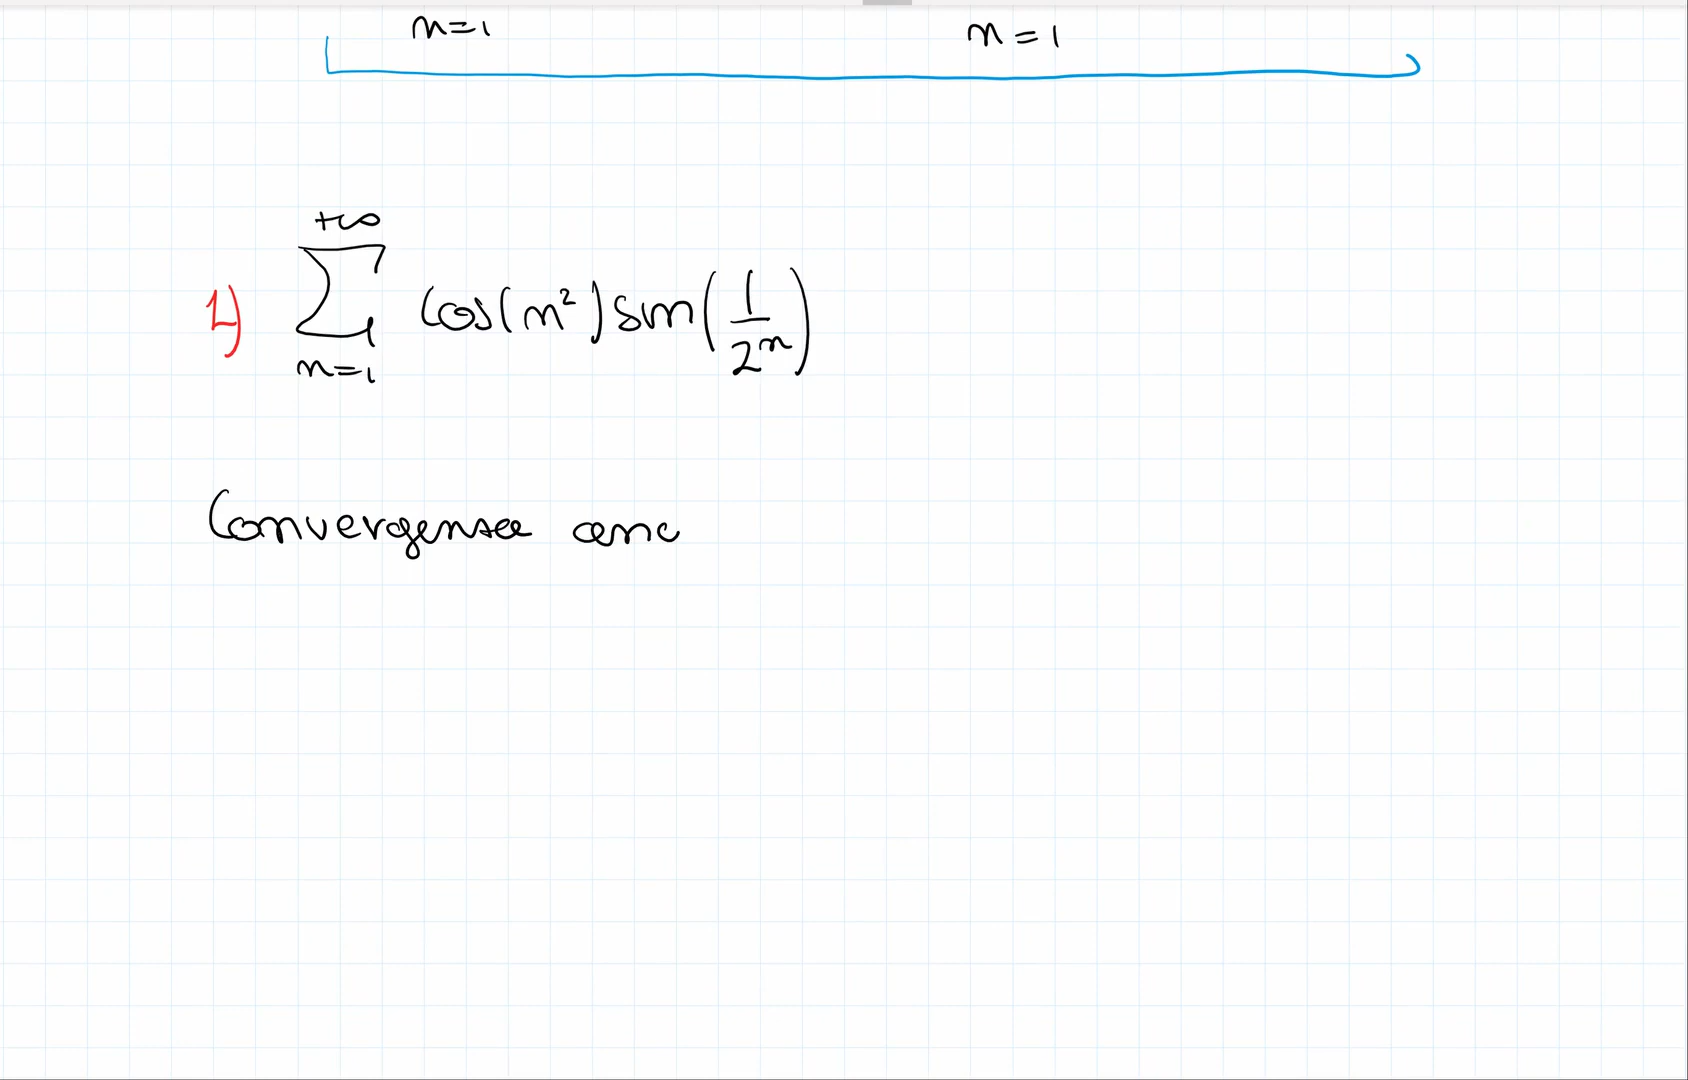 n=1 n=1
+∞
1) ∑ cos(n²) sin(1/2ⁿ)
n=1
Convergenza